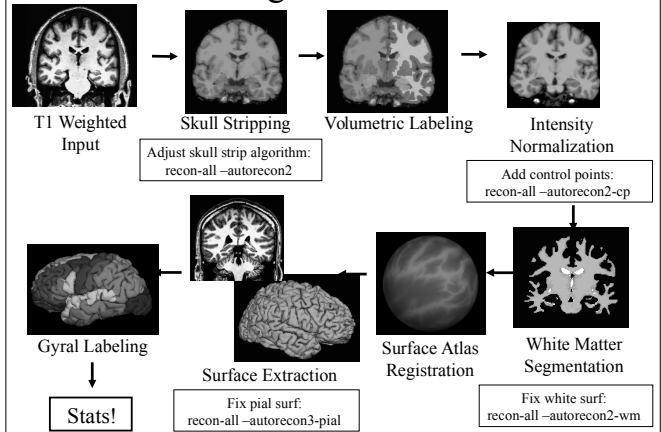 T1 Weighted
Input
Skull Stripping
Adjust skull strip algorithm:
recon-all –autorecon2
Volumetric Labeling
Intensity
Normalization
Add control points:
recon-all –autorecon2-cp
White Matter
Segmentation
Fix white surf:
recon-all –autorecon2-wm
Surface Atlas
Registration
Surface Extraction
Fix pial surf:
recon-all –autorecon3-pial
Gyral Labeling
Stats!